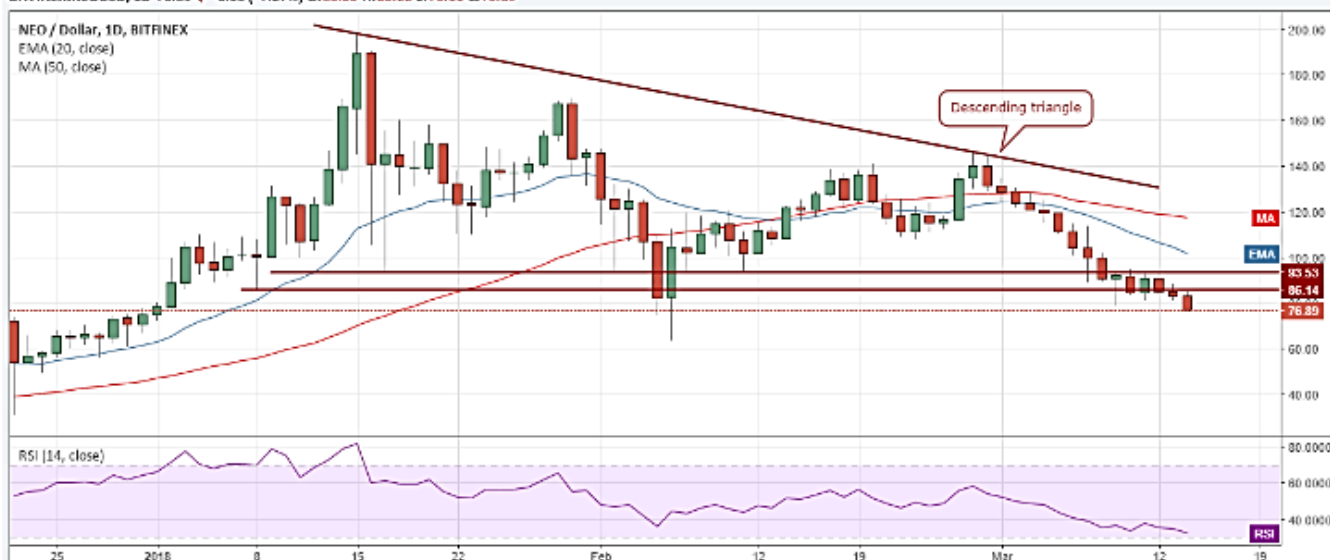 NEO / Dollar, 1D, BITFINEX
EMA (20, close)
MA (50, close)
Descending triangle
200.00
180.00
160.00
140.00
120.00
MA
EMA
100.00
93.53
86.14
76.89
60.00
40.00
RSI (14, close)
80.0000
60.0000
40.0000
RSI
25 2018 8 15 22 Feb 12 19 Mar 12 19